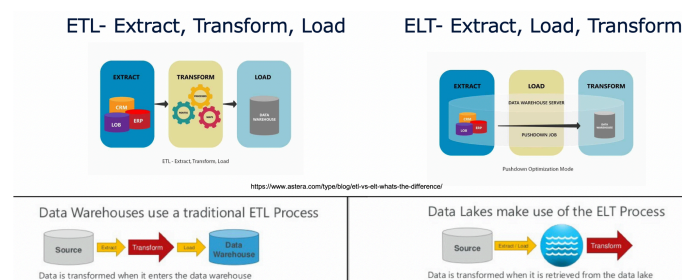 ETL- Extract, Transform, Load
EXTRACT
CRM
LOB
ERP
TRANSFORM
LOAD
DATA
WAREHOUSE
ETL - Extract, Transform, Load
ELT- Extract, Load, Transform
EXTRACT
LOB
ERP
LOAD
DATA WAREHOUSE SERVER
PUSHDOWN JOB
TRANSFORM
DATA
WAREHOUSE
Pushdown Optimization Mode
https://www.astera.com/type/blog/etl-vs-elt-whats-the-difference/
Data Warehouses use a traditional ETL Process
Source
Extract
Transform
Load
Data
Warehouse
Data is transformed when it enters the data warehouse
Data Lakes make use of the ELT Process
Source
Extract / Load
Transform
Data is transformed when it is retrieved from the data lake